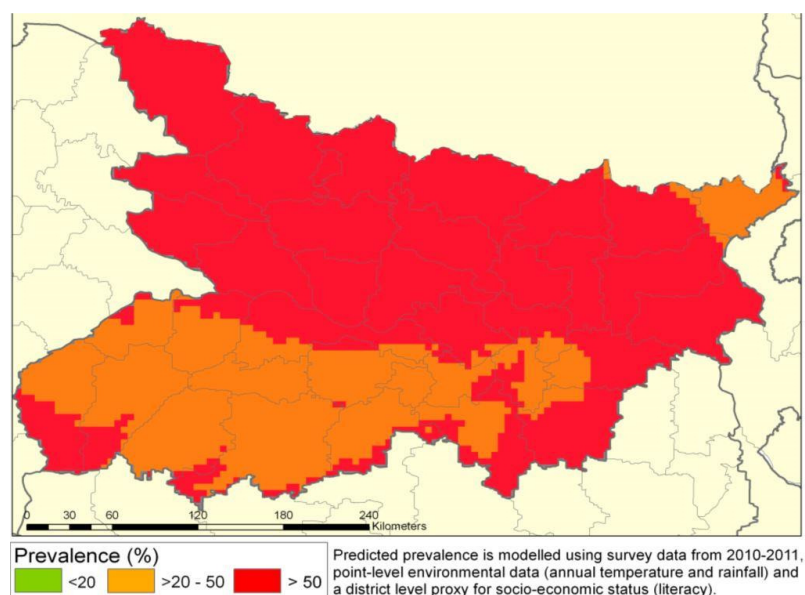 0 30 60 120 180 240
Kilometers
Prevalence (%)
<20 >20 - 50 > 50
Predicted prevalence is modelled using survey data from 2010-2011,
point-level environmental data (annual temperature and rainfall) and
a district level proxy for socio-economic status (literacy).